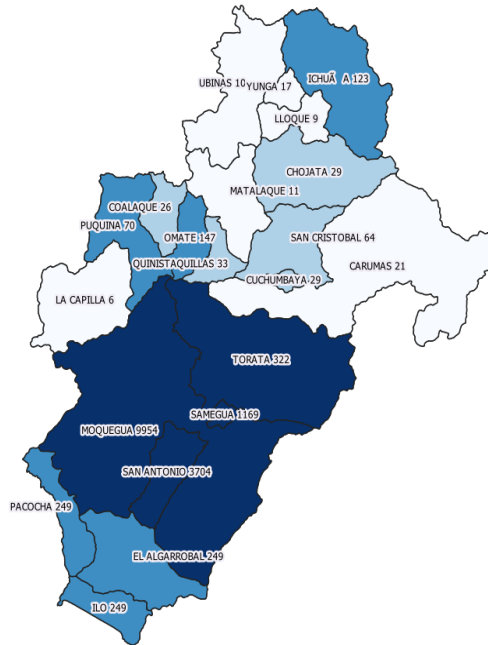 ICHUÃ A 123
UBINAS 10
YUNGA 17
LLOQUE 9
CHOJATA 29
MATALAQUE 11
COALAQUE 26
PUQUINA 70
OMATE 147
SAN CRISTOBAL 64
CARUMAS 21
QUINISTAQUILLAS 33
CUCHUMBAYA 29
LA CAPILLA 6
TORATA 322
SAMEGUA 1169
MOQUEGUA 9954
SAN ANTONIO 3704
PACOCHA 249
EL ALGARROBAL 249
ILO 249